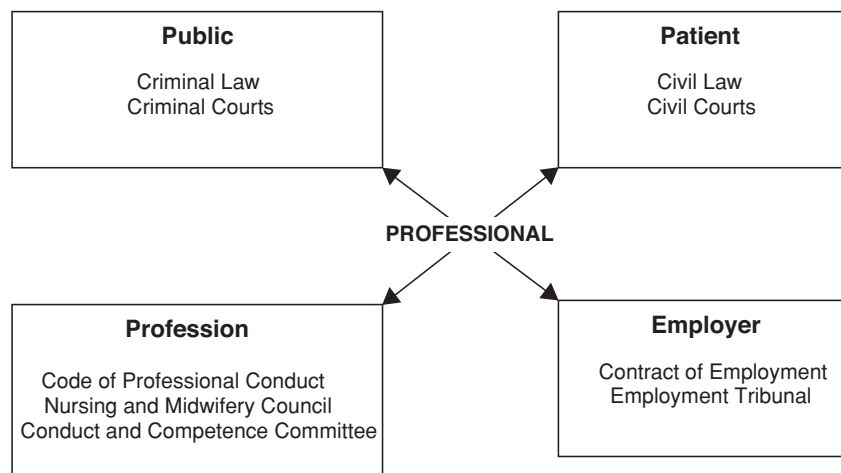 Public
Criminal Law
Criminal Courts
Patient
Civil Law
Civil Courts
PROFESSIONAL
Profession
Code of Professional Conduct
Nursing and Midwifery Council
Conduct and Competence Committee
Employer
Contract of Employment
Employment Tribunal